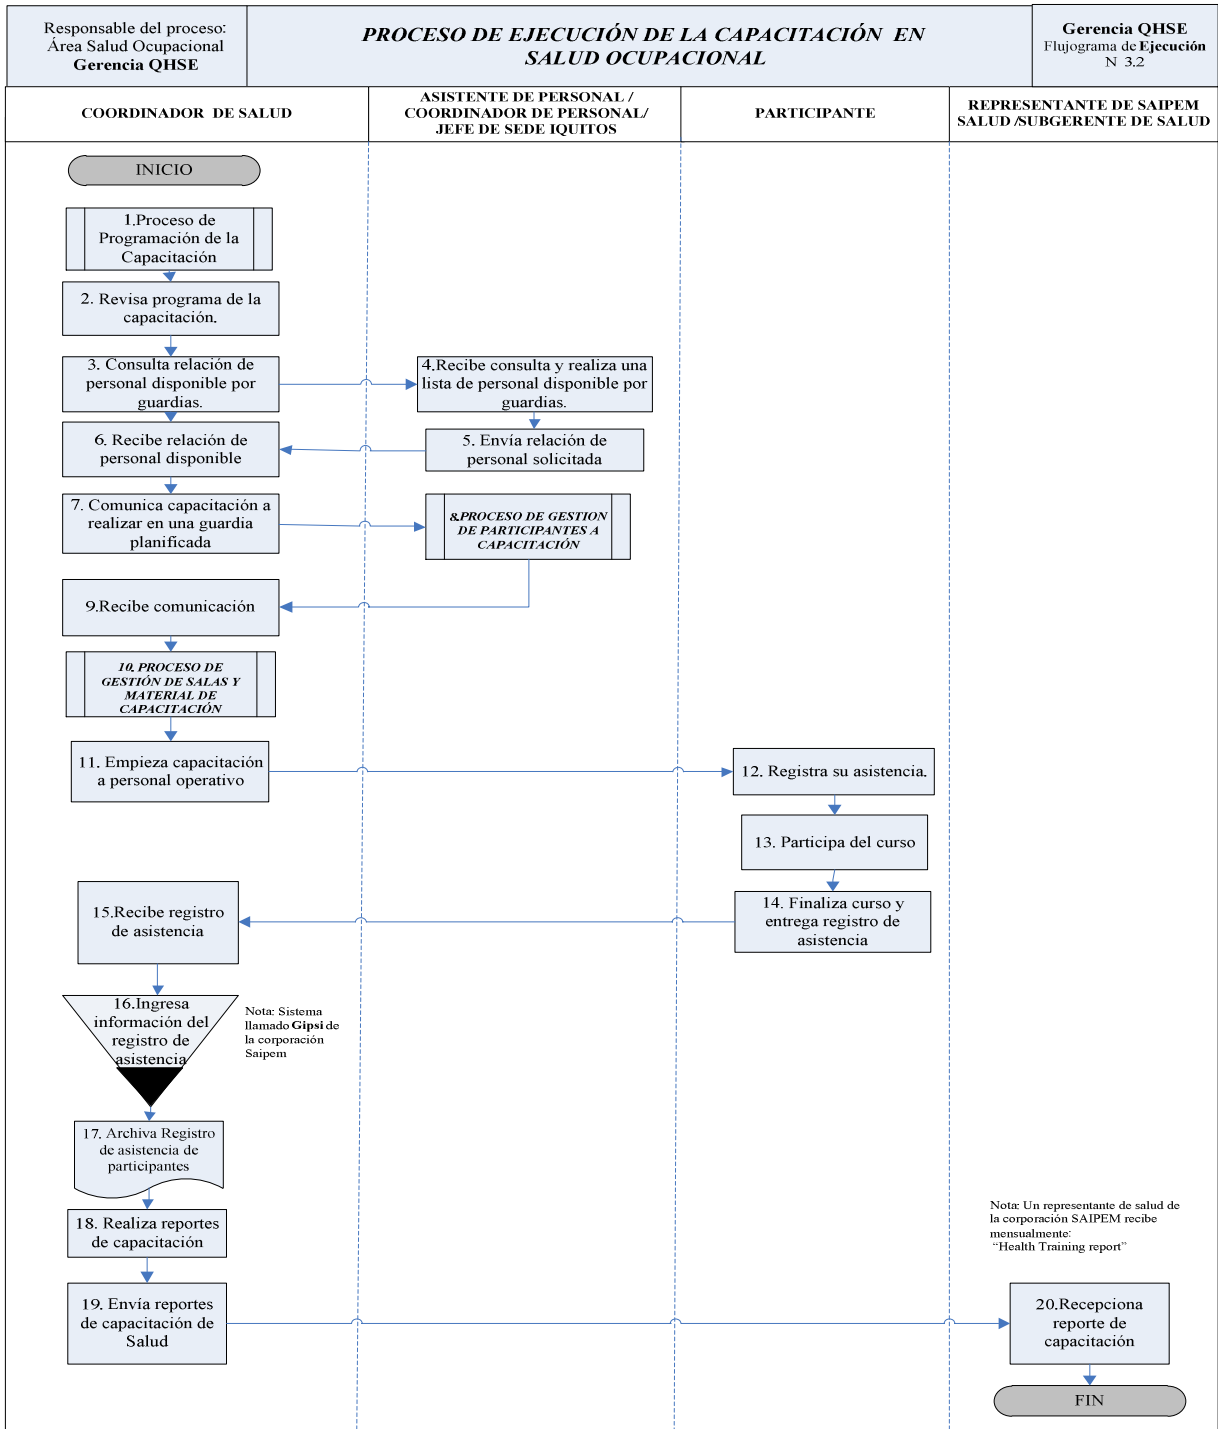 Responsable del proceso:
Área Salud Ocupacional
Gerencia QHSE
PROCESO DE EJECUCIÓN DE LA CAPACITACIÓN EN
SALUD OCUPACIONAL
Gerencia QHSE
Flujograma de Ejecución
N 3.2
COORDINADOR DE SALUD
ASISTENTE DE PERSONAL /
COORDINADOR DE PERSONAL/
JEFE DE SEDE IQUITOS
PARTICIPANTE
REPRESENTANTE DE SAIPEM
SALUD /SUBGERENTE DE SALUD
INICIO
1.Proceso de
Programación de la
Capacitación
2. Revisa programa de la
capacitación.
3. Consulta relación de
personal disponible por
guardias.
4.Recibe consulta y realiza una
lista de personal disponible por
guardias.
6. Recibe relación de
personal disponible
5. Envía relación de
personal solicitada
7. Comunica capacitación a
realizar en una guardia
planificada
8.PROCESO DE GESTION
DE PARTICIPANTES A
CAPACITACIÓN
9.Recibe comunicación
10. PROCESO DE
GESTIÓN DE SALAS Y
MATERIAL DE
CAPACITACIÓN
11. Empieza capacitación
a personal operativo
12. Registra su asistencia.
13. Participa del curso
14. Finaliza curso y
entrega registro de
asistencia
15.Recibe registro
de asistencia
16.Ingresa
información del
registro de
asistencia
Nota: Sistema
llamado Gipsi de
la corporación
Saipem
17. Archiva Registro
de asistencia de
participantes
18. Realiza reportes
de capacitación
Nota: Un representante de salud de
la corporación SAIPEM recibe
mensualmente:
“Health Training report”
19. Envía reportes
de capacitación de
Salud
20.Recepciona
reporte de
capacitación
FIN